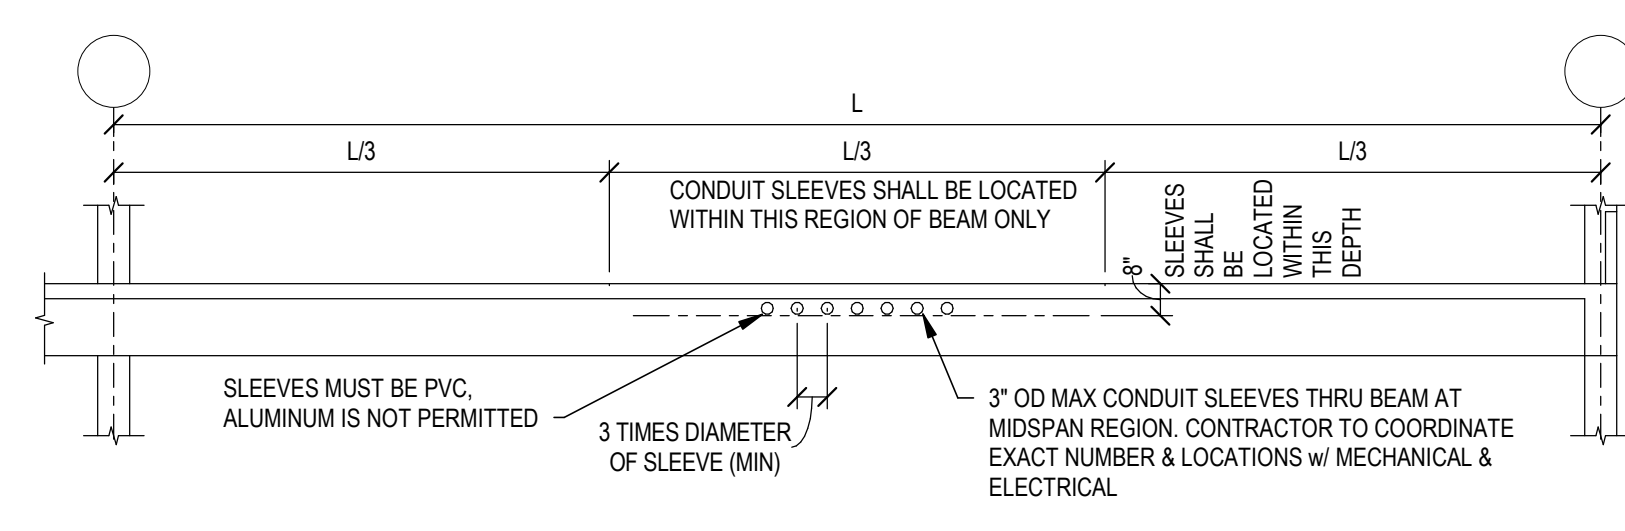 L
L/3
L/3
L/3
CONDUIT SLEEVES SHALL BE LOCATED
WITHIN THIS REGION OF BEAM ONLY
8"
SLEEVES
SHALL
BE
LOCATED
WITHIN
THIS
DEPTH
SLEEVES MUST BE PVC,
ALUMINUM IS NOT PERMITTED
3 TIMES DIAMETER
OF SLEEVE (MIN)
3" OD MAX CONDUIT SLEEVES THRU BEAM AT
MIDSPAN REGION. CONTRACTOR TO COORDINATE
EXACT NUMBER & LOCATIONS w/ MECHANICAL &
ELECTRICAL